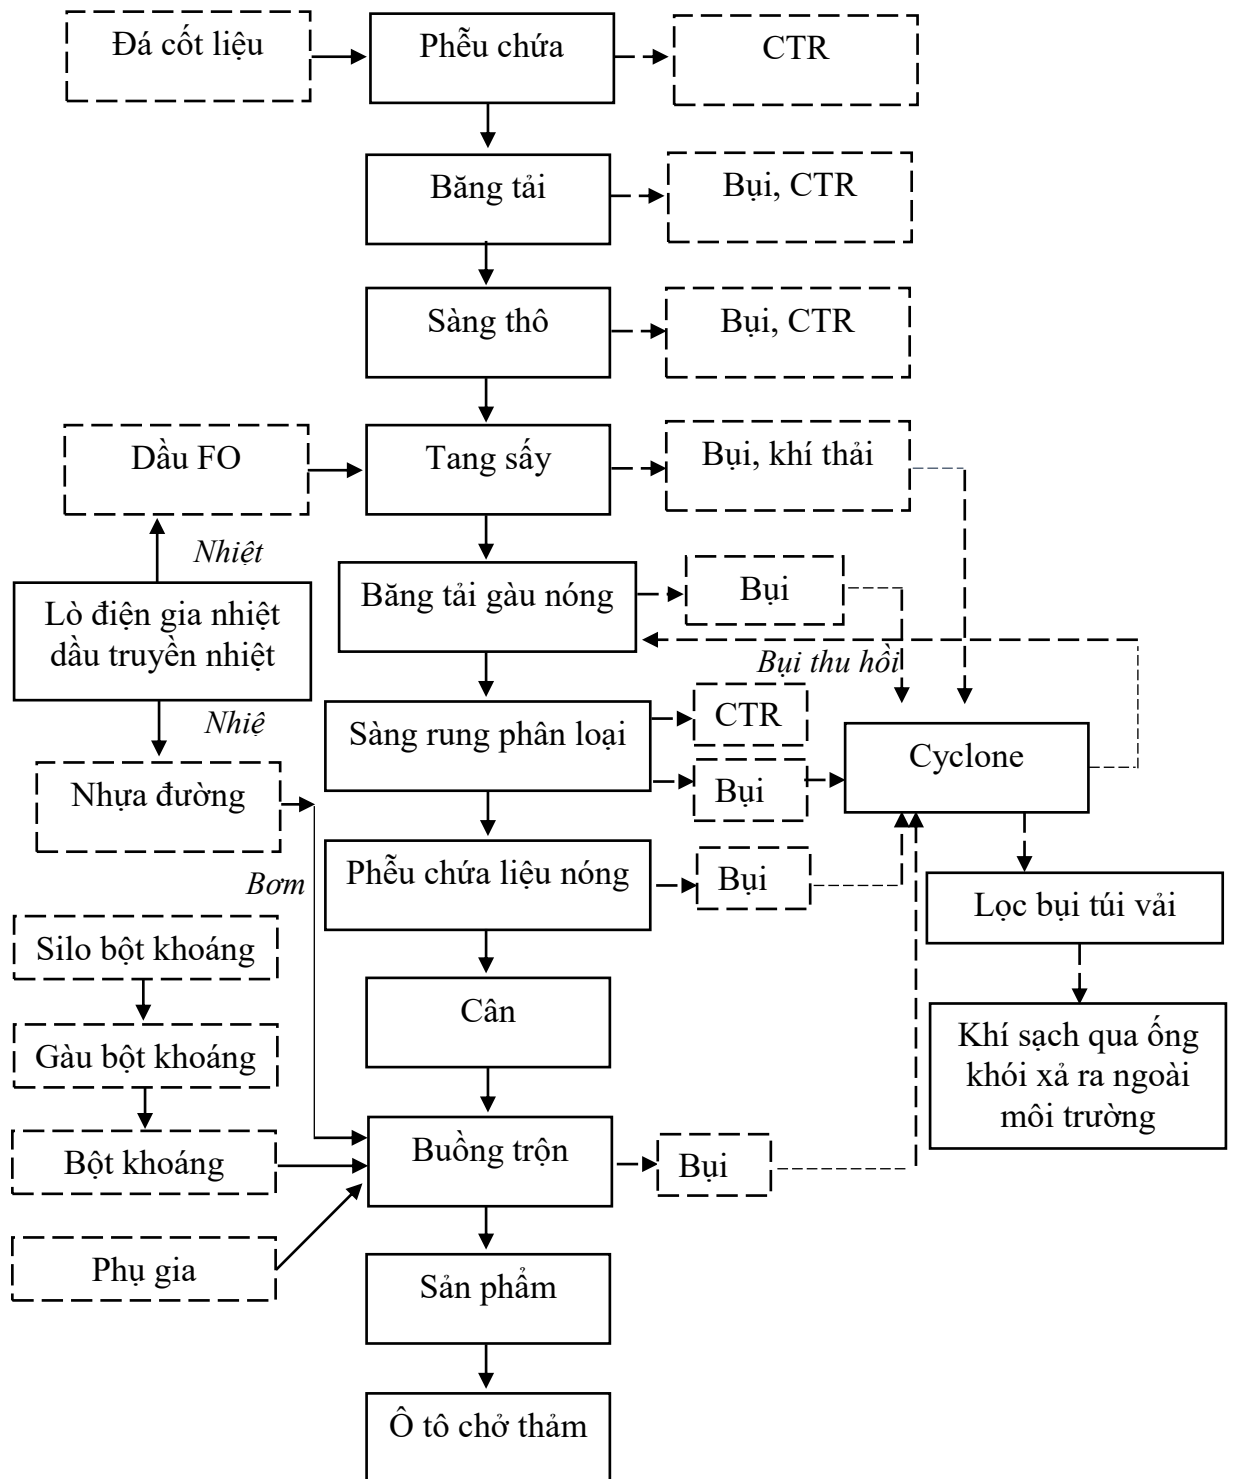 Đá cốt liệu
Phễu chứa
CTR
Băng tải
Bụi, CTR
Sàng thô
Bụi, CTR
Dầu FO
Tang sấy
Bụi, khí thải
Nhiệt
Băng tải gàu nóng
Bụi
Lò điện gia nhiệt
dầu truyền nhiệt
Bụi thu hồi
Nhiệ
Sàng rung phân loại
CTR
Bụi
Cyclone
Nhựa đường
Bơm
Phễu chứa liệu nóng
Bụi
Lọc bụi túi vải
Silo bột khoáng
Cân
Khí sạch qua ống
khói xả ra ngoài
môi trường
Gàu bột khoáng
Bột khoáng
Buồng trộn
Bụi
Phụ gia
Sản phẩm
Ô tô chở thảm